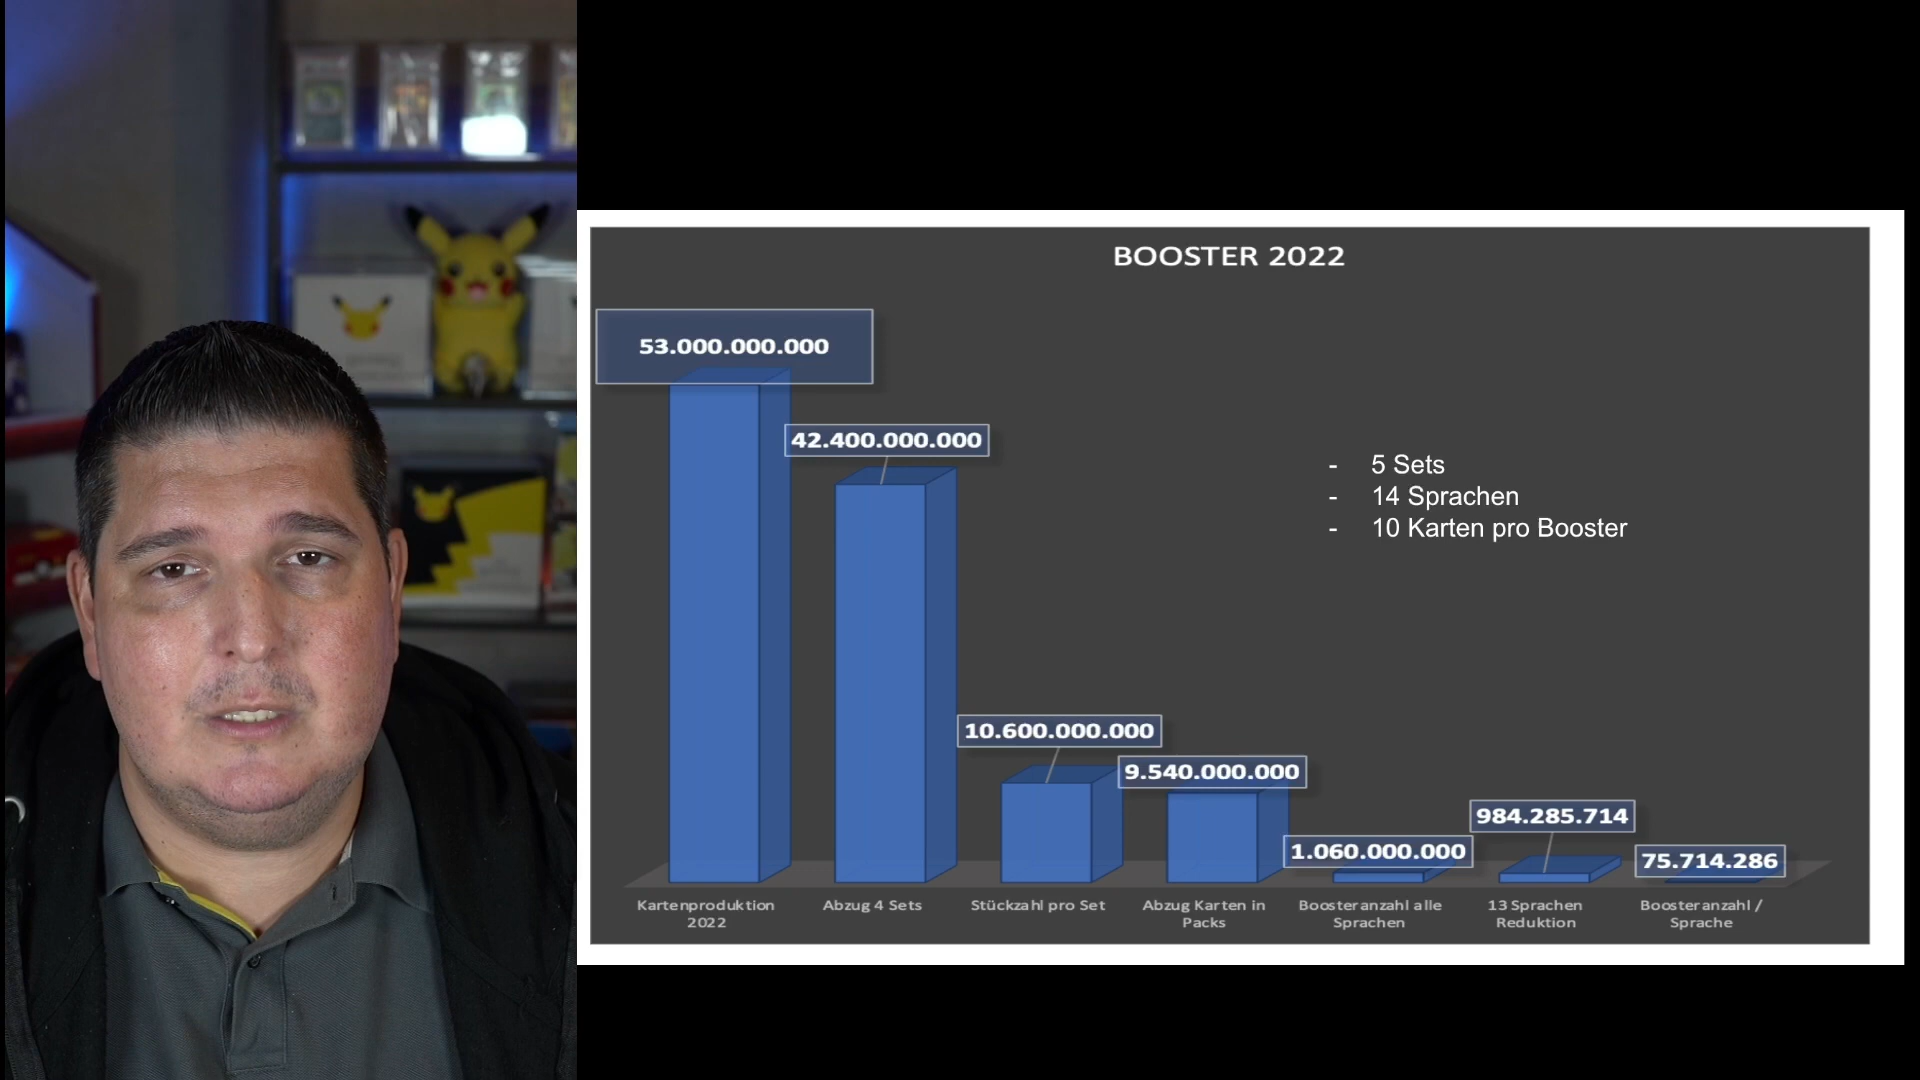 BOOSTER 2022
53.000.000.000
42.400.000.000
10.600.000.000
9.540.000.000
1.060.000.000
984.285.714
75.714.286
- 5 Sets
- 14 Sprachen
- 10 Karten pro Booster
Kartenproduktion
2022
Abzug 4 Sets
Stückzahl pro Set
Abzug Karten in
Packs
Boosteranzahl alle
Sprachen
13 Sprachen
Reduktion
Boosteranzahl /
Sprache